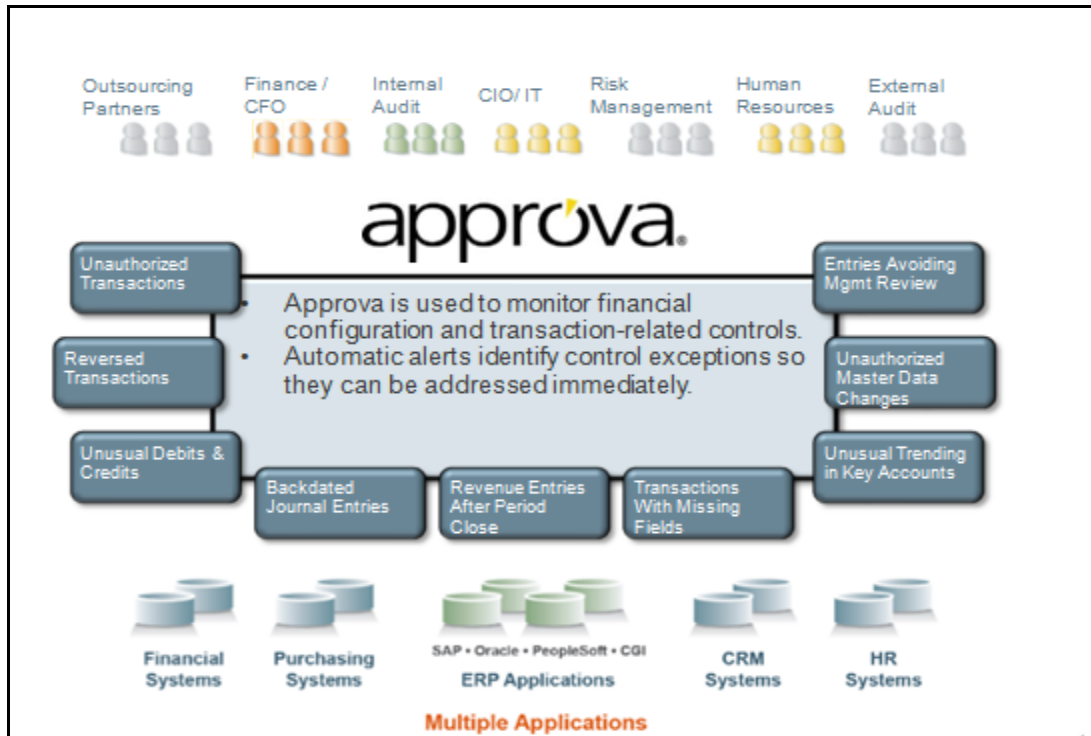 Outsourcing
Partners
Finance /
CFO
Internal
Audit
CIO/ IT
Risk
Management
Human
Resources
External
Audit
approva®
Unauthorized
Transactions
Reversed
Transactions
Unusual Debits &
Credits
• Approva is used to monitor financial
configuration and transaction-related controls.
• Automatic alerts identify control exceptions so
they can be addressed immediately.
Entries Avoiding
Mgmt Review
Unauthorized
Master Data
Changes
Unusual Trending
in Key Accounts
Backdated
Journal Entries
Revenue Entries
After Period
Close
Transactions
With Missing
Fields
Financial
Systems
Purchasing
Systems
SAP • Oracle • PeopleSoft • CGI
ERP Applications
CRM
Systems
HR
Systems
Multiple Applications